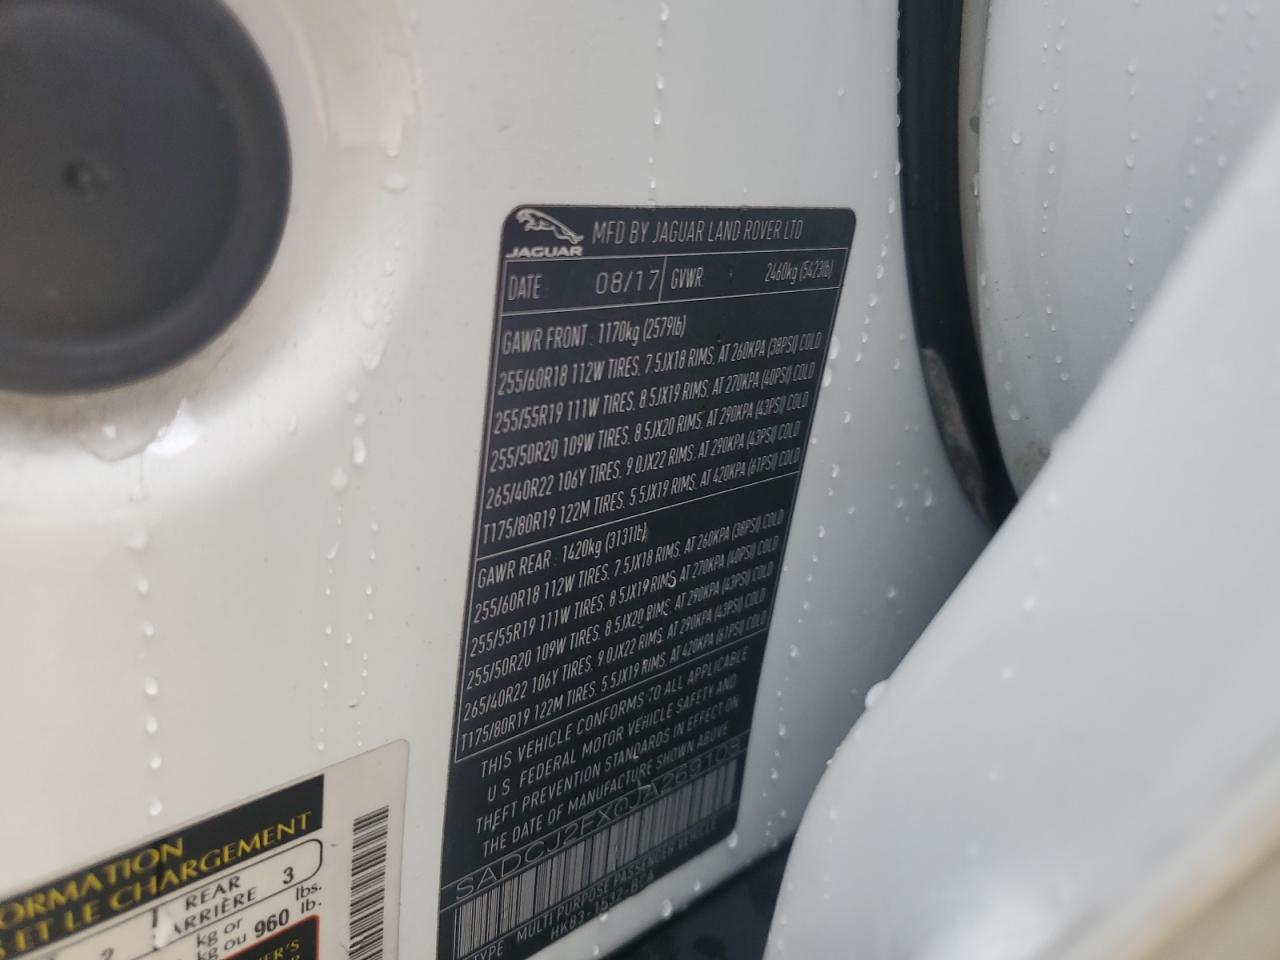 JAGUAR MFD BY JAGUAR LAND ROVER LTD
DATE 08/17 GVWR: 2460kg (5423lb)
GAWR FRONT : 1170kg (2579lb)
255/60R18 112W TIRES, 7.5JX18 RIMS, AT 260KPA (38PSI) COLD
255/55R19 111W TIRES, 8.5JX19 RIMS, AT 270KPA (40PSI) COLD
255/50R20 109W TIRES, 8.5JX20 RIMS, AT 290KPA (43PSI) COLD
265/40R22 106Y TIRES, 9.0JX22 RIMS, AT 290KPA (43PSI) COLD
T175/80R19 122M TIRES, 5.5JX19 RIMS, AT 420KPA (61PSI) COLD
GAWR REAR : 1420kg (3131lb)
255/60R18 112W TIRES, 7.5JX18 RIMS, AT 260KPA (38PSI) COLD
255/55R19 111W TIRES, 8.5JX19 RIMS, AT 270KPA (40PSI) COLD
255/50R20 109W TIRES, 8.5JX20 RIMS, AT 290KPA (43PSI) COLD
265/40R22 106Y TIRES, 9.0JX22 RIMS, AT 290KPA (43PSI) COLD
T175/80R19 122M TIRES, 5.5JX19 RIMS, AT 420KPA (61PSI) COLD
THIS VEHICLE CONFORMS TO ALL APPLICABLE
U.S. FEDERAL MOTOR VEHICLE SAFETY AND
THEFT PREVENTION STANDARDS IN EFFECT ON
THE DATE OF MANUFACTURE SHOWN ABOVE
TYPE: MULTI PURPOSE PASSENGER VEHICLE
ORMATION
S ET LE CHARGEMENT
2 REAR 3
ARRIÈRE
kg or lbs.
kg ou 960 lb.